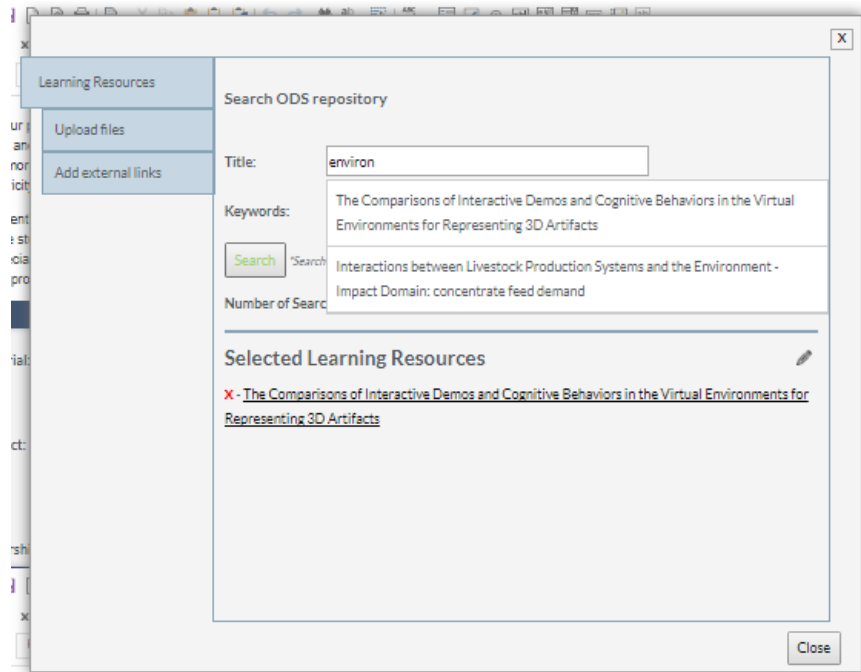 X
Learning Resources
Upload files
Add external links
Search ODS repository
Title:
environ
Keywords:
The Comparisons of Interactive Demos and Cognitive Behaviors in the Virtual
Environments for Representing 3D Artifacts
Search
"Search
Interactions between Livestock Production Systems and the Environment -
Impact Domain: concentrate feed demand
Number of Searc
Selected Learning Resources
X - The Comparisons of Interactive Demos and Cognitive Behaviors in the Virtual Environments for
Representing 3D Artifacts
Close